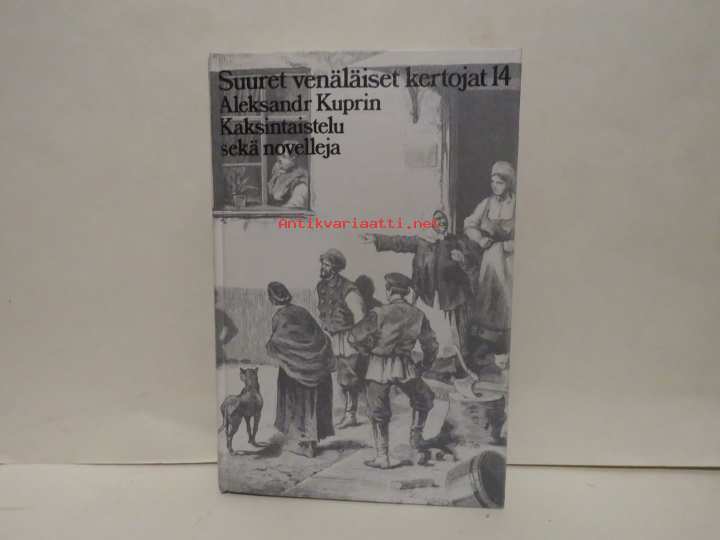 Suuret venäläiset kertojat 14
Aleksandr Kuprin
Kaksintaistelu
sekä novelleja
Antikvariaatti.net